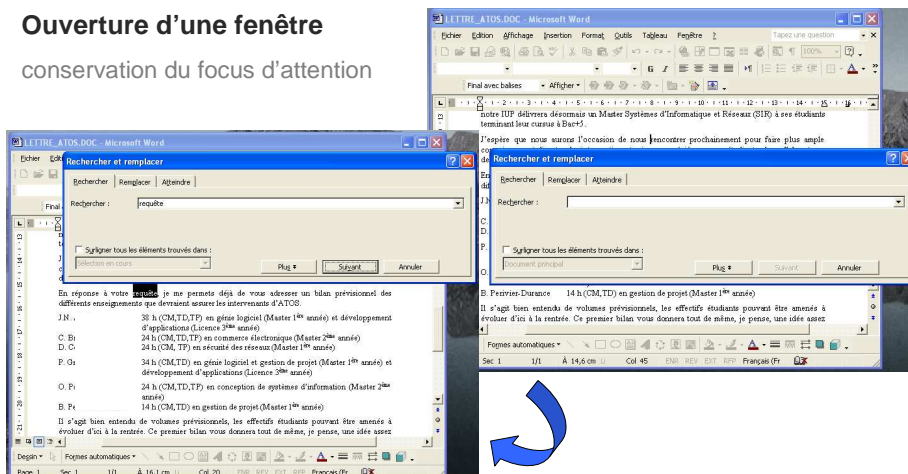 Ouverture d'une fenêtre
conservation du focus d'attention
LETTRE_ATOS.DOC - Microsoft Word
Fichier Edition Affichage Insertion Format Outils Tableau Fenêtre ? Tapez une question
100%
G I
Final avec balises Afficher
notre IUP délivrera désormais un Master Systèmes d'Informatique et Réseaux (SIR) à ses étudiants
terminant leur cursus à Bac+5.
J'espère que nous aurons l'occasion de nous rencontrer prochainement pour faire plus ample
Rechercher et remplacer
Rechercher Remplacer Atteindre
Rechercher :
Surligner tous les éléments trouvés dans :
Document principal
Plus Suivant Annuler
B. Perivier-Durance 14 h (CM,TD) en gestion de projet (Master 1ère année)
Il s'agit bien entendu de volumes prévisionnels, les effectifs étudiants pouvant être amenés à
évoluer d'ici à la rentrée. Ce premier bilan vous donnera tout de même, je pense, une idée assez
Formes automatiques
Sec 1 1/1 À 14,6 cm Li Col 45 ENR REV EXT RFP Français (Fr
LETTRE_ATOS.DOC
Fichier Edit
Final
Rechercher et remplacer
Rechercher Remplacer Atteindre
Rechercher : requête
Surligner tous les éléments trouvés dans :
Sélection en cours
Plus Suivant Annuler
En réponse à votre requête, je me permets déjà de vous adresser un bilan prévisionnel des
différents enseignements que devraient assurer les intervenants d'ATOS.
J.N. 38 h (CM,TD,TP) en génie logiciel (Master 1ère année) et développement
d'applications (Licence 3ème année)
C. 24 h (CM,TD,TP) en commerce électronique (Master 2ème année)
D. 24 h (CM, TP) en sécurité des réseaux (Master 1ère année)
P. 34 h (CM,TD) en génie logiciel et gestion de projet (Master 1ère année) et
développement d'applications (Licence 3ème année)
O. 24 h (CM,TD,TP) en conception de systèmes d'information (Master 2ème
année)
B. 14 h (CM,TD) en gestion de projet (Master 1ère année)
Il s'agit bien entendu de volumes prévisionnels, les effectifs étudiants pouvant être amenés à
évoluer d'ici à la rentrée. Ce premier bilan vous donnera tout de même, je pense, une idée assez
Dessin Formes automatiques
Page 1 Sec 1 1/1 À 16,1 cm Li Col 20 ENR REV EXT RFP Français (Fr